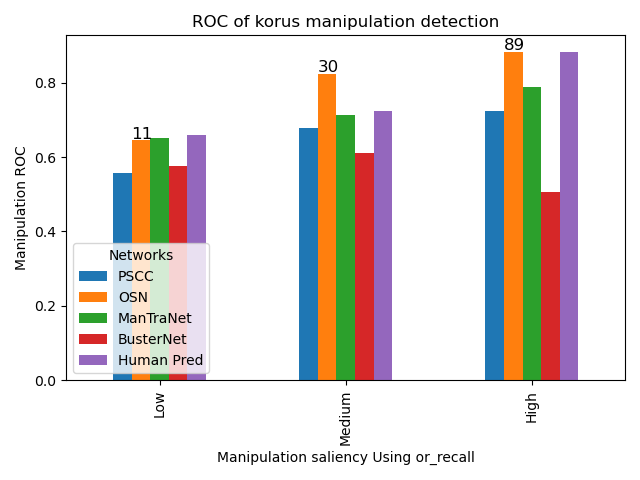 ROC of korus manipulation detection
89
30
11
0.8
0.6
0.4
0.2
0.0
Manipulation ROC
Networks
PSCC
OSN
ManTraNet
BusterNet
Human Pred
Low
Medium
High
Manipulation saliency Using or_recall